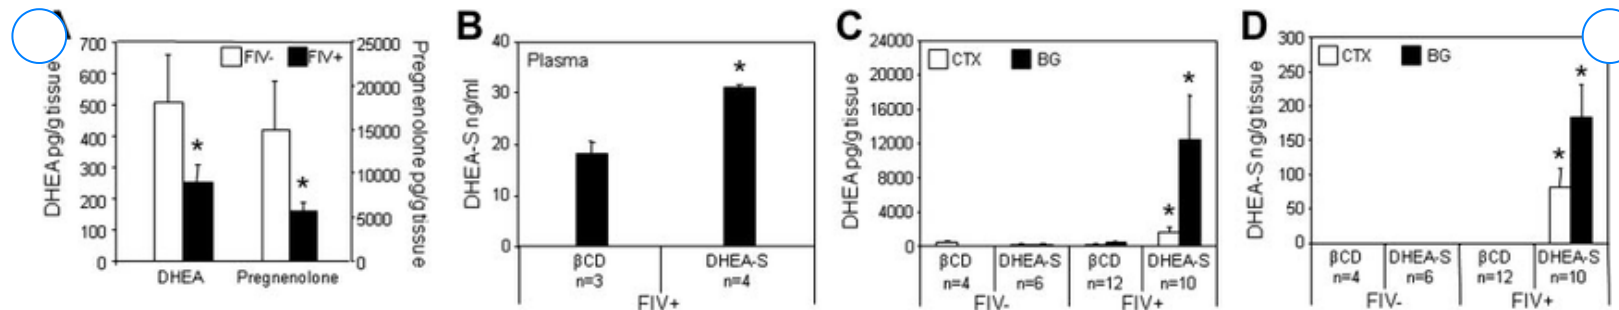 A
700
600
500
400
300
200
100
0
DHEA pg/g tissue
FIV- FIV+
25000
20000
15000
10000
5000
0
Pregnenolone pg/g tissue
* *
DHEA Pregnenolone
B
40
30
20
10
0
DHEA-S ng/ml
Plasma
*
βCD DHEA-S
n=3 n=4
FIV+
C
24000
20000
16000
12000
8000
4000
0
DHEA pg/g tissue
CTX BG
* *
βCD DHEA-S βCD DHEA-S
n=4 n=6 n=12 n=10
FIV- FIV+
D
300
250
200
150
100
50
0
DHEA-S ng/g tissue
CTX BG
* *
βCD DHEA-S βCD DHEA-S
n=4 n=6 n=12 n=10
FIV- FIV+